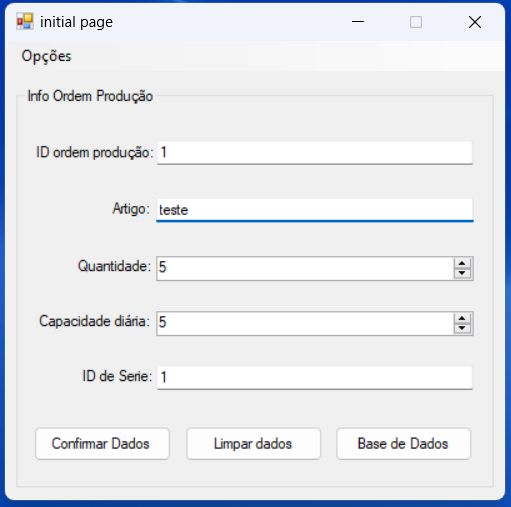 initial page
Opções
Info Ordem Produção
ID ordem produção: 1
Artigo: teste
Quantidade: 5
Capacidade diária: 5
ID de Serie: 1
Confirmar Dados Limpar dados Base de Dados